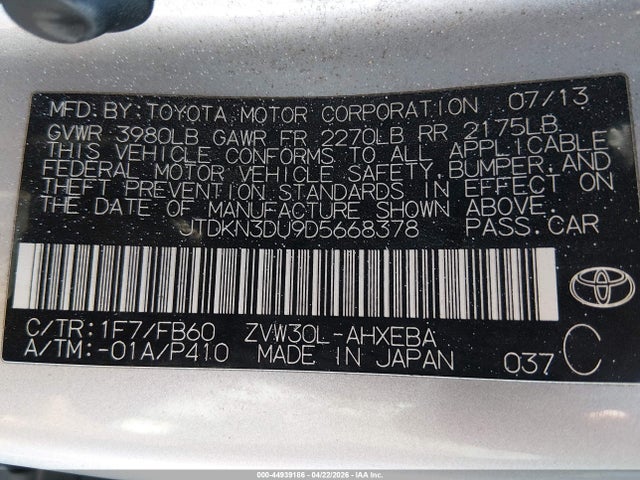 MFD. BY: TOYOTA MOTOR CORPORATION 07/13
GVWR 3980LB GAWR FR 2270LB RR 2175LB
THIS VEHICLE CONFORMS TO ALL APPLICABLE
FEDERAL MOTOR VEHICLE SAFETY, BUMPER, AND
THEFT PREVENTION STANDARDS IN EFFECT ON
THE DATE OF MANUFACTURE SHOWN ABOVE.
JTDKN3DU9D5668378 PASS. CAR
C/TR: 1F7/FB60 ZVW30L-AHXEBA
A/TM: -01A/P410 MADE IN JAPAN 037 C
000-44939166 - 04/22/2026 - IAA Inc.